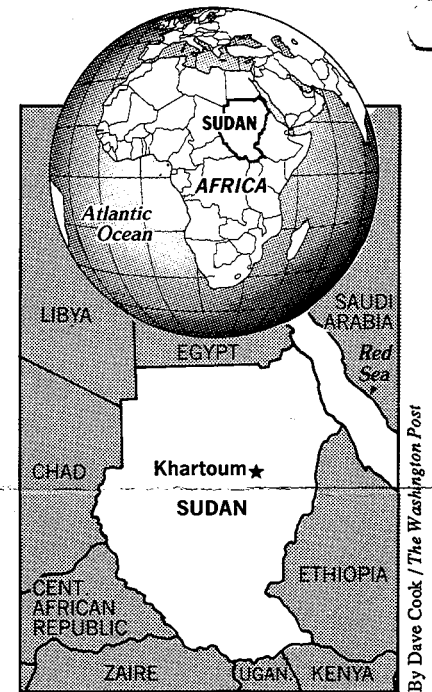 SUDAN
AFRICA
Atlantic
Ocean
LIBYA
EGYPT
SAUDI
ARABIA
Red
Sea
CHAD
Khartoum
SUDAN
CENT.
AFRICAN
REPUBLIC
ETHIOPIA
ZAIRE
UGAN.
KENYA
By Dave Cook / The Washington Post